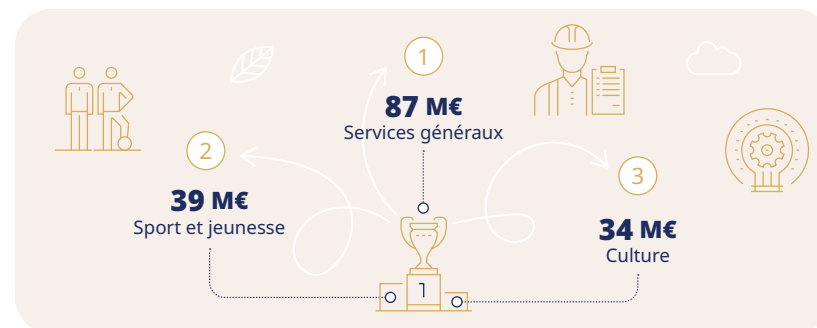 1
87 M€
Services généraux
2
39 M€
Sport et jeunesse
3
34 M€
Culture
1